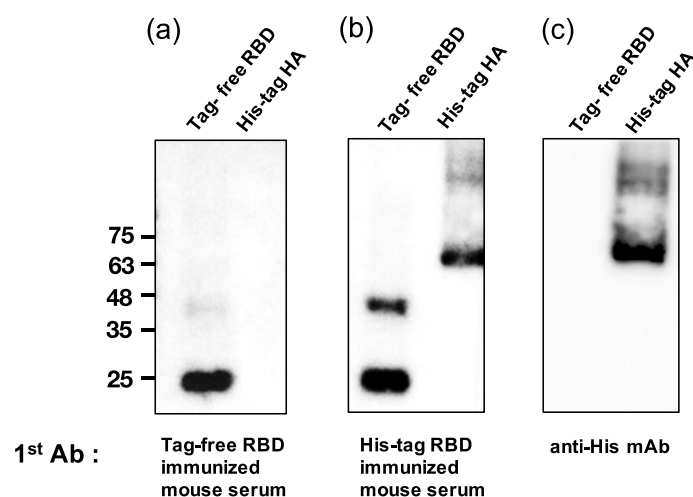 (a)
(b)
(c)
Tag- free RBD
His-tag HA
Tag- free RBD
His-tag HA
Tag- free RBD
His-tag HA
75
63
48
35
25
1st Ab :
Tag-free RBD
immunized
mouse serum
His-tag RBD
immunized
mouse serum
anti-His mAb